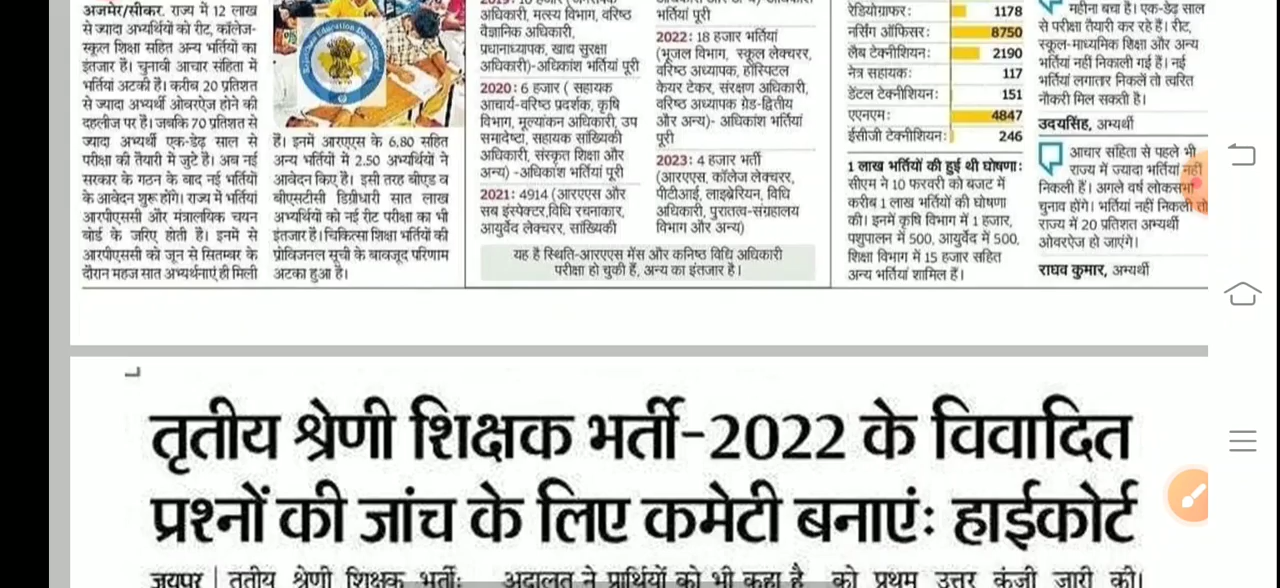 अजमेर/सीकर. राज्य में 12 लाख
से ज्यादा अभ्यर्थियों को रीट, कॉलेज-
स्कूल शिक्षा सहित अन्य भर्तियों का
इंतजार है। चुनावी आचार संहिता में
भर्तियां अटकी है। करीब 20 प्रतिशत
से ज्यादा अभ्यर्थी ओवरऐज होने की
दहलीज पर है। जबकि 70 प्रतिशत से
ज्यादा अभ्यर्थी एक-डेढ़ साल से
परीक्षा की तैयारी में जुटे है। अब नई
सरकार के गठन के बाद नई भर्तियों
के आवेदन शुरू होंगे। राज्य में भर्तियां
आरपीएससी और मंत्रालयिक चयन
बोर्ड के जरिए होती है। इनमे से
आरपीएससी को जून से सितम्बर के
दौरान महज सात अभ्यर्थनाएं ही मिली
है। इनमें आरएएस के 6.80 सहित
अन्य भर्तियों में 2.50 अभ्यर्थियों ने
आवेदन किए है। इसी तरह बीएड व
बीएसटीसी डिग्रीधारी सात लाख
अभ्यर्थियों को नई रीट परीक्षा का भी
इंतजार है। चिकित्सा शिक्षा भर्तियों की
प्रोविजनल सूची के बावजूद परिणाम
अटका हुआ है।
अधिकारी, मत्स्य विभाग, वरिष्ठ
वैज्ञानिक अधिकारी,
प्रधानाध्यापक, खाद्य सुरक्षा
अधिकारी)-अधिकांश भर्तियां पूरी
2020: 6 हजार ( सहायक
आचार्य-वरिष्ठ प्रदर्शक, कृषि
विभाग, मूल्यांकन अधिकारी, उप
समादेष्टा, सहायक सांख्यिकी
अधिकारी, संस्कृत शिक्षा और
अन्य) -अधिकांश भर्तियां पूरी
2021: 4914 (आरएएस और
सब इंस्पेक्टर,विधि रचनाकार,
आयुर्वेद लेक्चरर, सांख्यिकी
भर्तियां पूरी
2022: 18 हजार भर्तियां
(भूजल विभाग, स्कूल लेक्चरर,
वरिष्ठ अध्यापक, हॉस्पिटल
केयर टेकर, संरक्षण अधिकारी,
वरिष्ठ अध्यापक ग्रेड-द्वितीय
और अन्य)- अधिकांश भर्तियां
पूरी
2023: 4 हजार भर्ती
(आरएएस, कॉलेज लेक्चरर,
पीटीआई, लाइब्रेरियन, विधि
अधिकारी, पुरातत्व-संग्रहालय
विभाग और अन्य)
यह है स्थिति-आरएएस मेंस और कनिष्ठ विधि अधिकारी
परीक्षा हो चुकी हैं, अन्य का इंतजार है।
रेडियोग्राफर: 1178
नर्सिंग ऑफिसर: 8750
लैब टेक्नीशियन: 2190
नेत्र सहायक: 117
डेंटल टेक्नीशियन: 151
एएनएम: 4847
ईसीजी टेक्नीशियन: 246
1 लाख भर्तियों की हुई थी घोषणा:
सीएम ने 10 फरवरी को बजट में
करीब 1 लाख भर्तियों की घोषणा
की। इनमें कृषि विभाग में 1 हजार,
पशुपालन में 500, आयुर्वेद में 500,
शिक्षा विभाग में 15 हजार सहित
अन्य भर्तियां शामिल हैं।
महीना बचा है। एक-डेढ़ साल
से परीक्षा तैयारी कर रहे हैं। रीट,
स्कूल-माध्यमिक शिक्षा और अन्य
भर्तियां नहीं निकाली गई हैं। नई
भर्तियां लगातार निकलें तो त्वरित
नौकरी मिल सकती है।
उदयसिंह, अभ्यर्थी
आचार संहिता से पहले भी
राज्य में ज्यादा भर्तियां नहीं
निकली हैं। अगले वर्ष लोकसभा
चुनाव होंगे। भर्तियां नहीं निकली तो
राज्य में 20 प्रतिशत अभ्यर्थी
ओवरऐज हो जाएंगे।
राघव कुमार, अभ्यर्थी
तृतीय श्रेणी शिक्षक भर्ती-2022 के विवादित
प्रश्नों की जांच के लिए कमेटी बनाएं: हाईकोर्ट
जयपुर | तृतीय श्रेणी शिक्षक भर्ती: अदालत ने प्रार्थियों को भी कहा है को प्रथम उत्तर कुंजी जारी की।